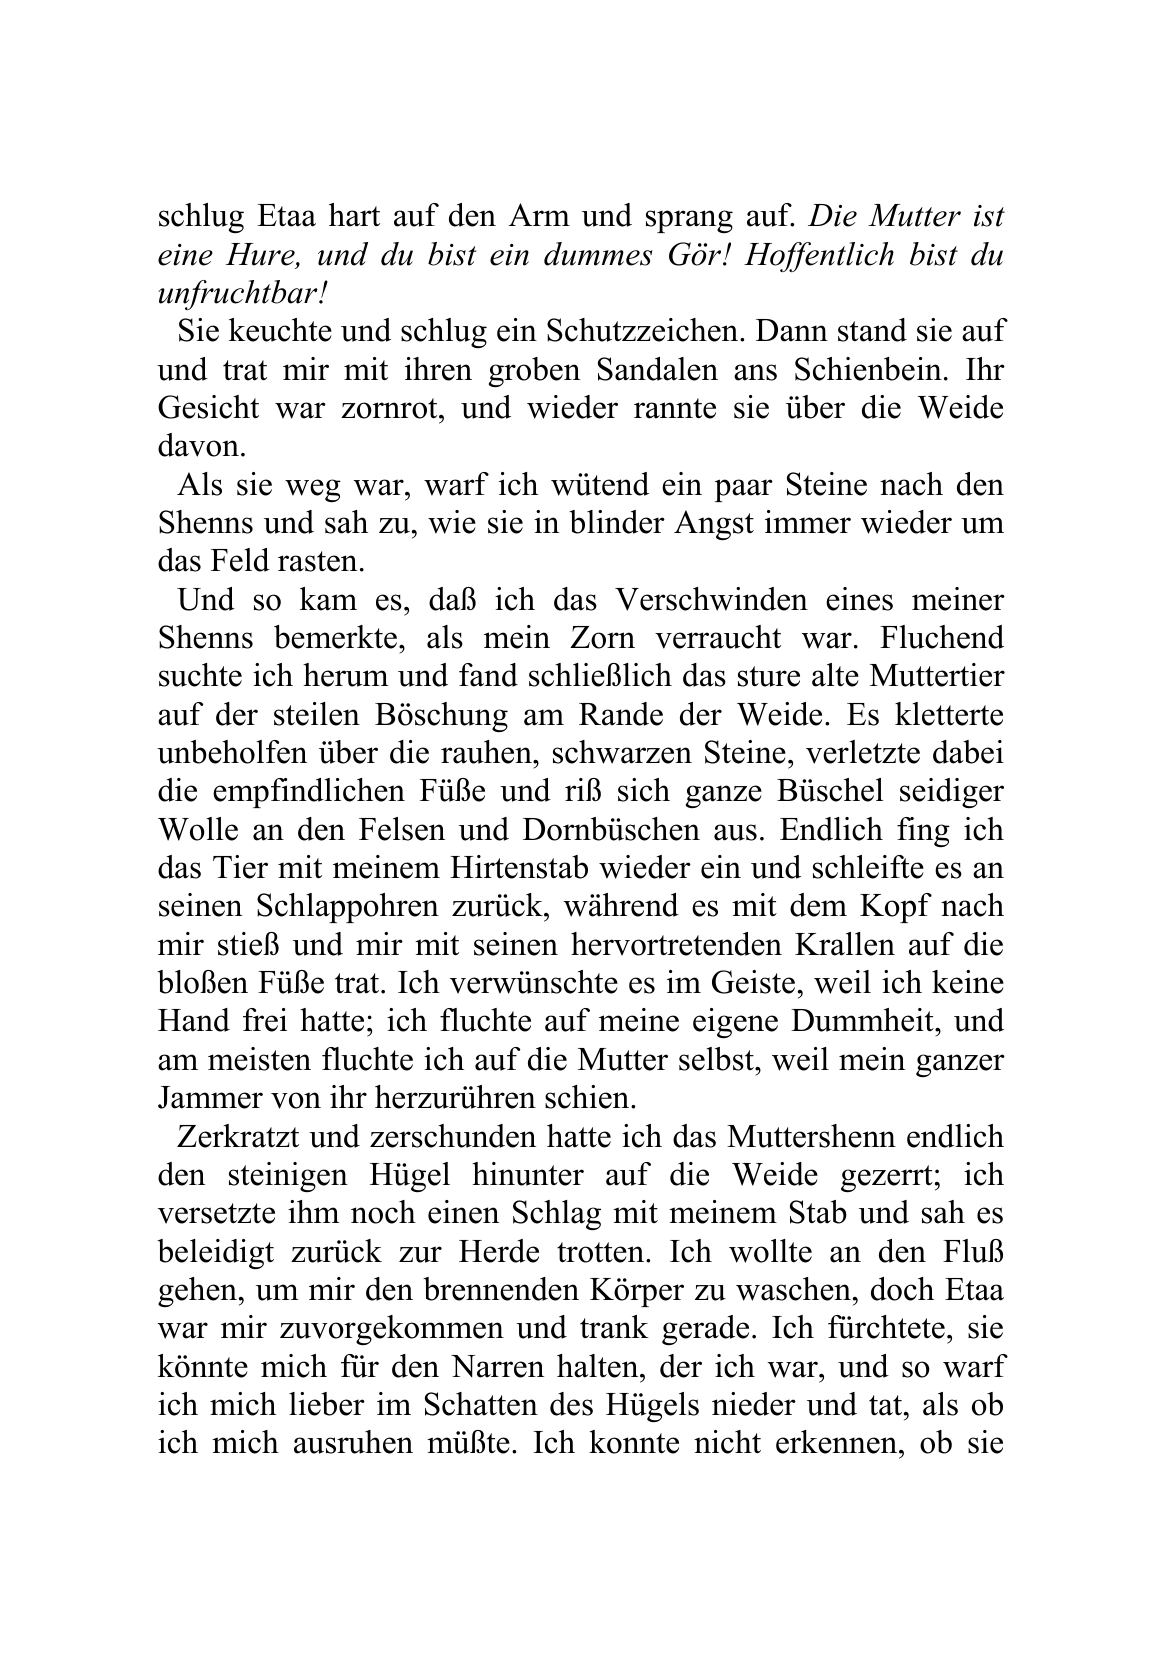 schlug Etaa hart auf den Arm und sprang auf. Die Mutter ist
eine Hure, und du bist ein dummes Gör! Hoffentlich bist du
unfruchtbar!
Sie keuchte und schlug ein Schutzzeichen. Dann stand sie auf
und trat mir mit ihren groben Sandalen ans Schienbein. Ihr
Gesicht war zornrot, und wieder rannte sie über die Weide
davon.
Als sie weg war, warf ich wütend ein paar Steine nach den
Shenns und sah zu, wie sie in blinder Angst immer wieder um
das Feld rasten.
Und so kam es, daß ich das Verschwinden eines meiner
Shenns bemerkte, als mein Zorn verraucht war. Fluchend
suchte ich herum und fand schließlich das sture alte Muttertier
auf der steilen Böschung am Rande der Weide. Es kletterte
unbeholfen über die rauhen, schwarzen Steine, verletzte dabei
die empfindlichen Füße und riß sich ganze Büschel seidiger
Wolle an den Felsen und Dornbüschen aus. Endlich fing ich
das Tier mit meinem Hirtenstab wieder ein und schleifte es an
seinen Schlappohren zurück, während es mit dem Kopf nach
mir stieß und mir mit seinen hervortretenden Krallen auf die
bloßen Füße trat. Ich verwünschte es im Geiste, weil ich keine
Hand frei hatte; ich fluchte auf meine eigene Dummheit, und
am meisten fluchte ich auf die Mutter selbst, weil mein ganzer
Jammer von ihr herzurühren schien.
Zerkratzt und zerschunden hatte ich das Muttershenn endlich
den steinigen Hügel hinunter auf die Weide gezerrt; ich
versetzte ihm noch einen Schlag mit meinem Stab und sah es
beleidigt zurück zur Herde trotten. Ich wollte an den Fluß
gehen, um mir den brennenden Körper zu waschen, doch Etaa
war mir zuvorgekommen und trank gerade. Ich fürchtete, sie
könnte mich für den Narren halten, der ich war, und so warf
ich mich lieber im Schatten des Hügels nieder und tat, als ob
ich mich ausruhen müßte. Ich konnte nicht erkennen, ob sie